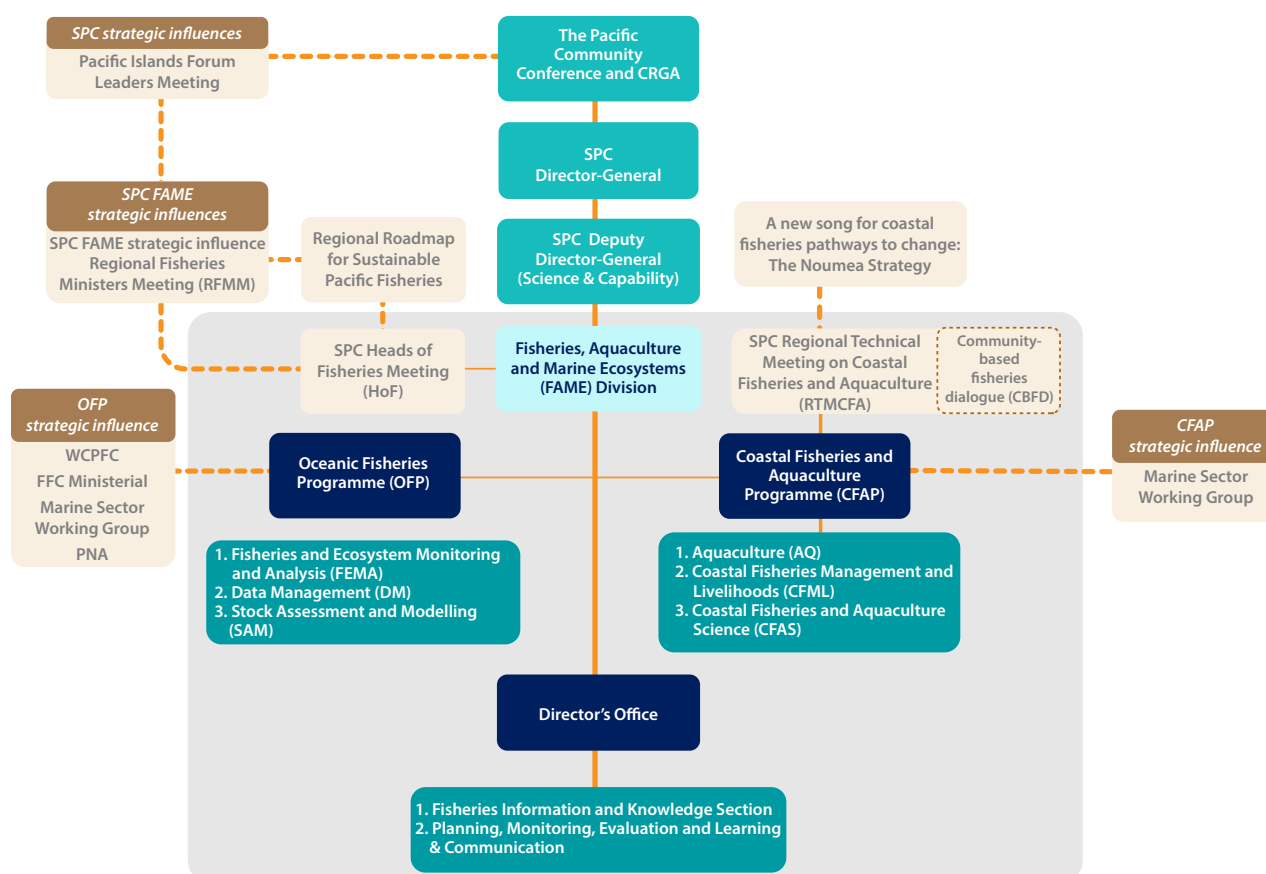 SPC strategic influences
Pacific Islands Forum
Leaders Meeting
The Pacific
Community
Conference and CRGA
SPC
Director-General
SPC FAME
strategic influences
SPC FAME strategic influence
Regional Fisheries
Ministers Meeting (RFMM)
Regional Roadmap
for Sustainable
Pacific Fisheries
SPC Deputy
Director-General
(Science & Capability)
A new song for coastal
fisheries pathways to change:
The Noumea Strategy
SPC Heads of
Fisheries Meeting
(HoF)
Fisheries, Aquaculture
and Marine Ecosystems
(FAME) Division
SPC Regional Technical
Meeting on Coastal
Fisheries and Aquaculture
(RTMCFA)
Community-
based
fisheries
dialogue (CBFD)
OFP
strategic influence
WCPFC
FFC Ministerial
Marine Sector
Working Group
PNA
Oceanic Fisheries
Programme (OFP)
Coastal Fisheries and
Aquaculture
Programme (CFAP)
CFAP
strategic influence
Marine Sector
Working Group
1. Fisheries and Ecosystem Monitoring
and Analysis (FEMA)
2. Data Management (DM)
3. Stock Assessment and Modelling
(SAM)
1. Aquaculture (AQ)
2. Coastal Fisheries Management and
Livelihoods (CFML)
3. Coastal Fisheries and Aquaculture
Science (CFAS)
Director's Office
1. Fisheries Information and Knowledge Section
2. Planning, Monitoring, Evaluation and Learning
& Communication